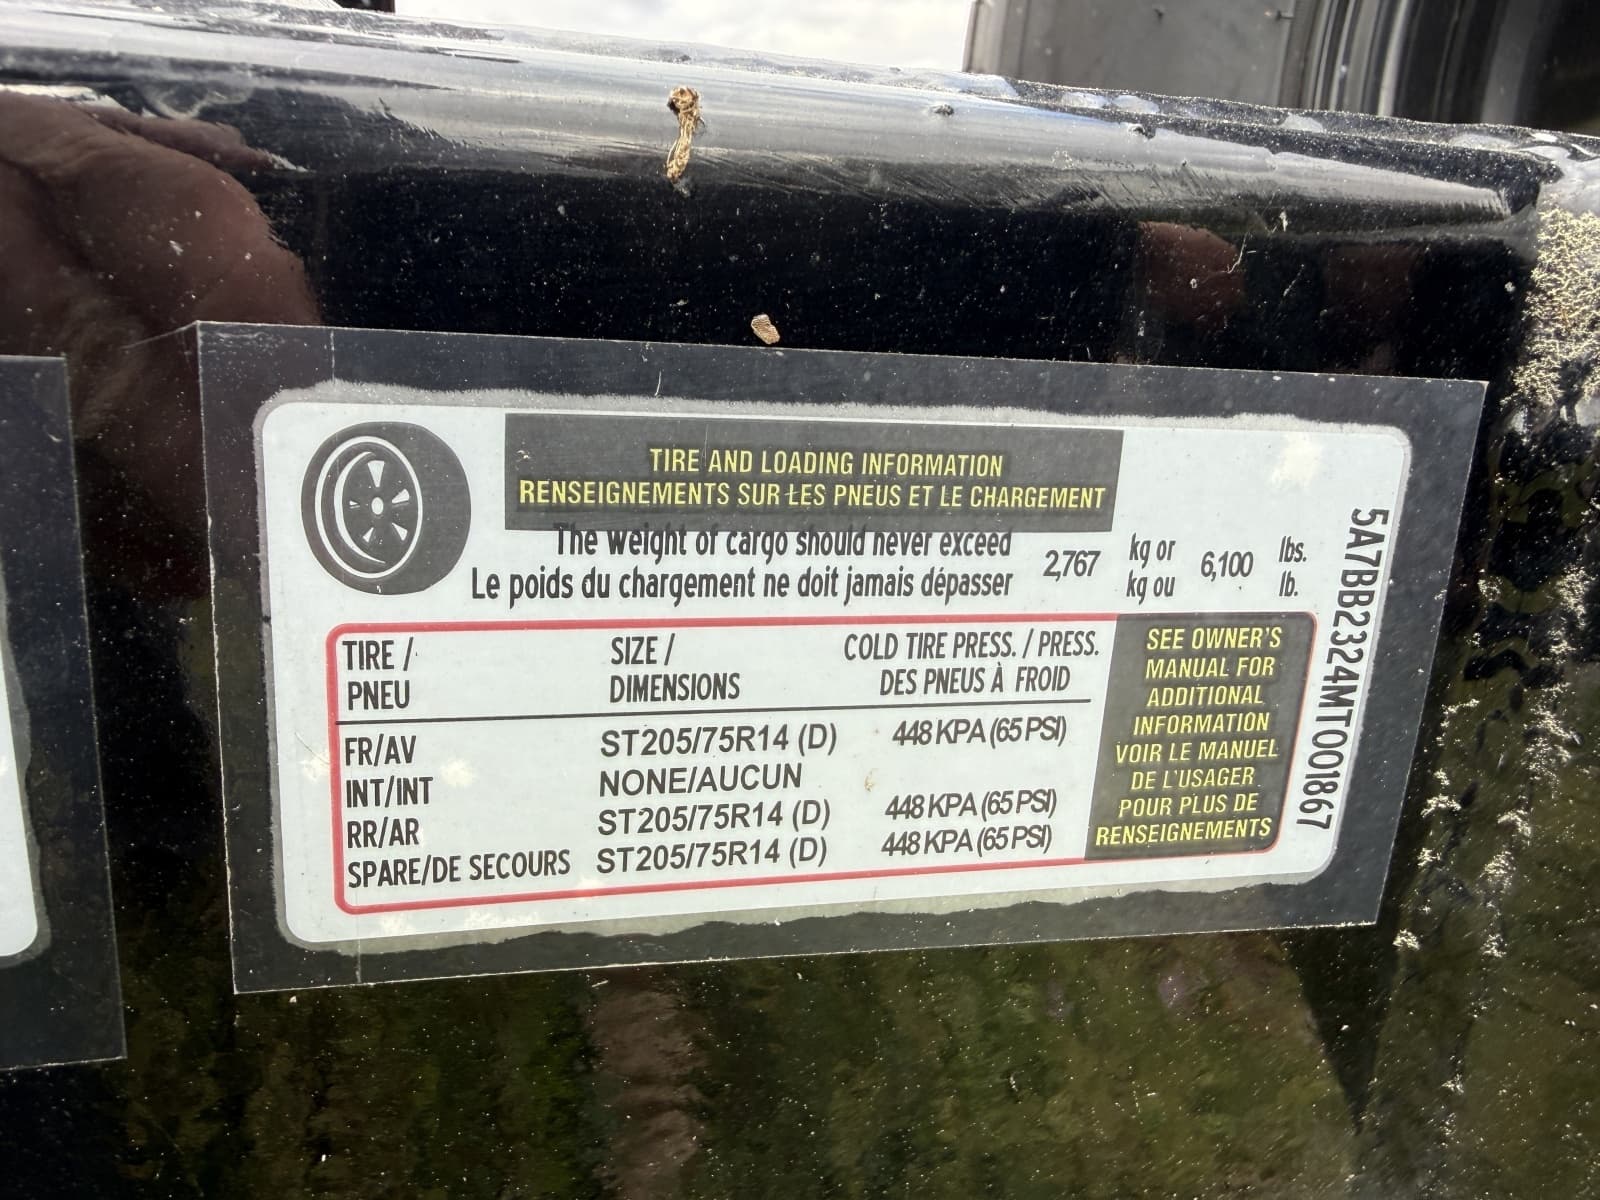 TIRE AND LOADING INFORMATION
RENSEIGNEMENTS SUR LES PNEUS ET LE CHARGEMENT
The weight of cargo should never exceed 2,767 kg or 6,100 lbs.
Le poids du chargement ne doit jamais dépasser kg ou lb.
TIRE / SIZE / COLD TIRE PRESS. / PRESS.
PNEU DIMENSIONS DES PNEUS À FROID
FR/AV ST205/75R14 (D) 448 KPA (65 PSI)
INT/INT NONE/AUCUN
RR/AR ST205/75R14 (D) 448 KPA (65 PSI)
SPARE/DE SECOURS ST205/75R14 (D) 448 KPA (65 PSI)
SEE OWNER'S
MANUAL FOR
ADDITIONAL
INFORMATION
VOIR LE MANUEL
DE L'USAGER
POUR PLUS DE
RENSEIGNEMENTS
5A7BB2324MT001867